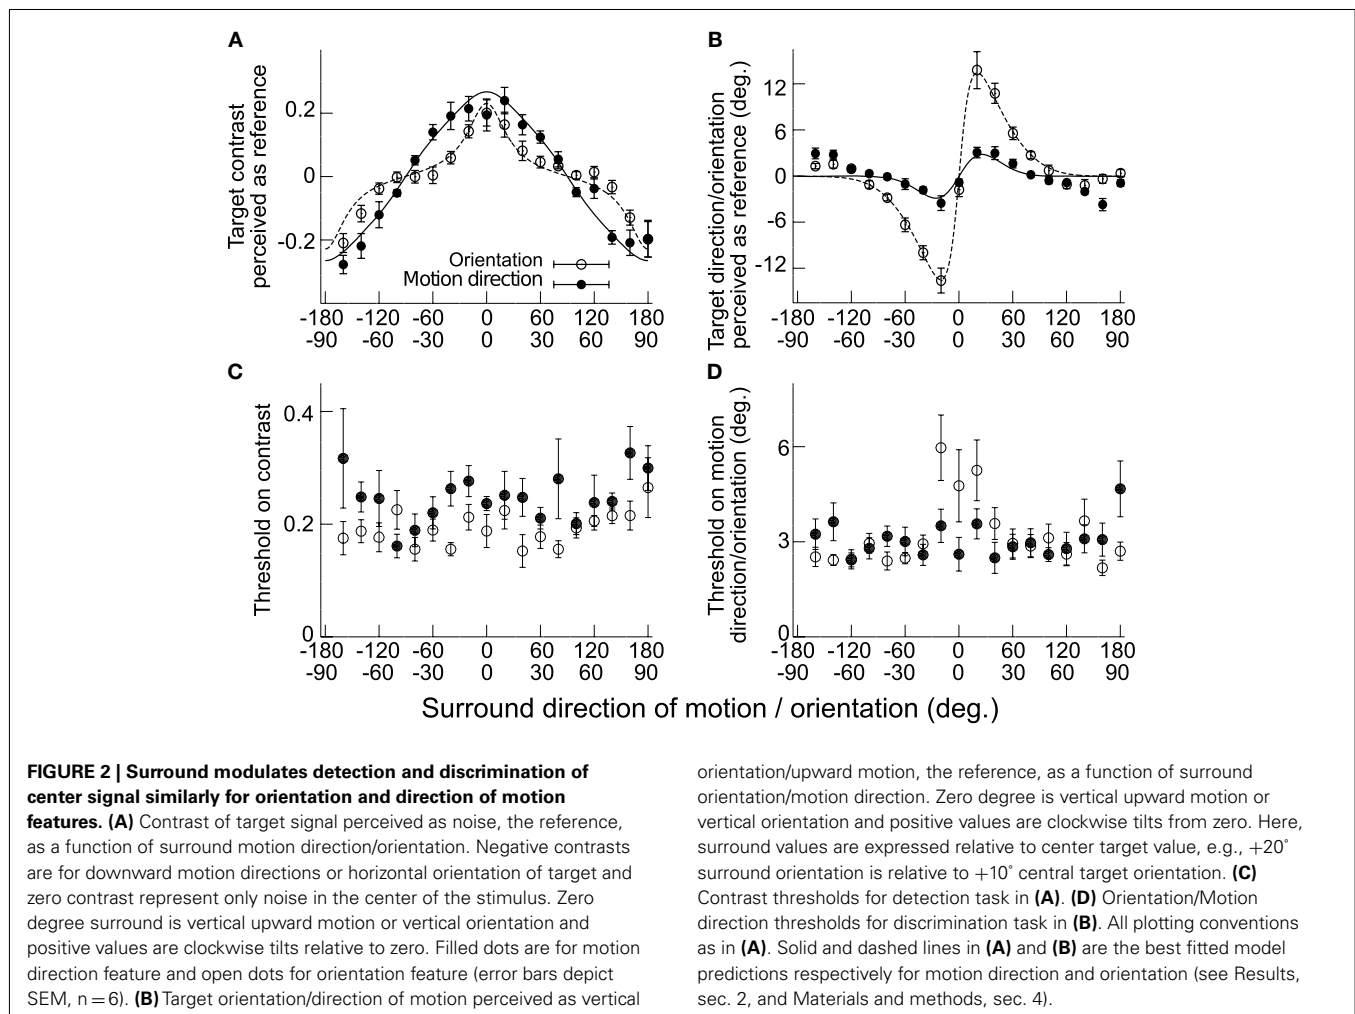 A
Target contrast
perceived as reference
0.2
0
-0.2
Orientation
Motion direction
-180 -120 -60 0 60 120 180
-90 -60 -30 0 30 60 90
B
Target direction/orientation
perceived as reference (deg.)
12
6
0
-6
-12
-180 -120 -60 0 60 120 180
-90 -60 -30 0 30 60 90
C
Threshold on contrast
0.4
0.2
0
-180 -120 -60 0 60 120 180
-90 -60 -30 0 30 60 90
D
Threshold on motion
direction/orientation (deg.)
6
3
0
-180 -120 -60 0 60 120 180
-90 -60 -30 0 30 60 90
Surround direction of motion / orientation (deg.)
FIGURE 2 | Surround modulates detection and discrimination of
center signal similarly for orientation and direction of motion
features. (A) Contrast of target signal perceived as noise, the reference,
as a function of surround motion direction/orientation. Negative contrasts
are for downward motion directions or horizontal orientation of target and
zero contrast represent only noise in the center of the stimulus. Zero
degree surround is vertical upward motion or vertical orientation and
positive values are clockwise tilts relative to zero. Filled dots are for motion
direction feature and open dots for orientation feature (error bars depict
SEM, n = 6). (B) Target orientation/direction of motion perceived as vertical
orientation/upward motion, the reference, as a function of surround
orientation/motion direction. Zero degree is vertical upward motion or
vertical orientation and positive values are clockwise tilts from zero. Here,
surround values are expressed relative to center target value, e.g., +20˚
surround orientation is relative to +10˚ central target orientation. (C)
Contrast thresholds for detection task in (A). (D) Orientation/Motion
direction thresholds for discrimination task in (B). All plotting conventions
as in (A). Solid and dashed lines in (A) and (B) are the best fitted model
predictions respectively for motion direction and orientation (see Results,
sec. 2, and Materials and methods, sec. 4).